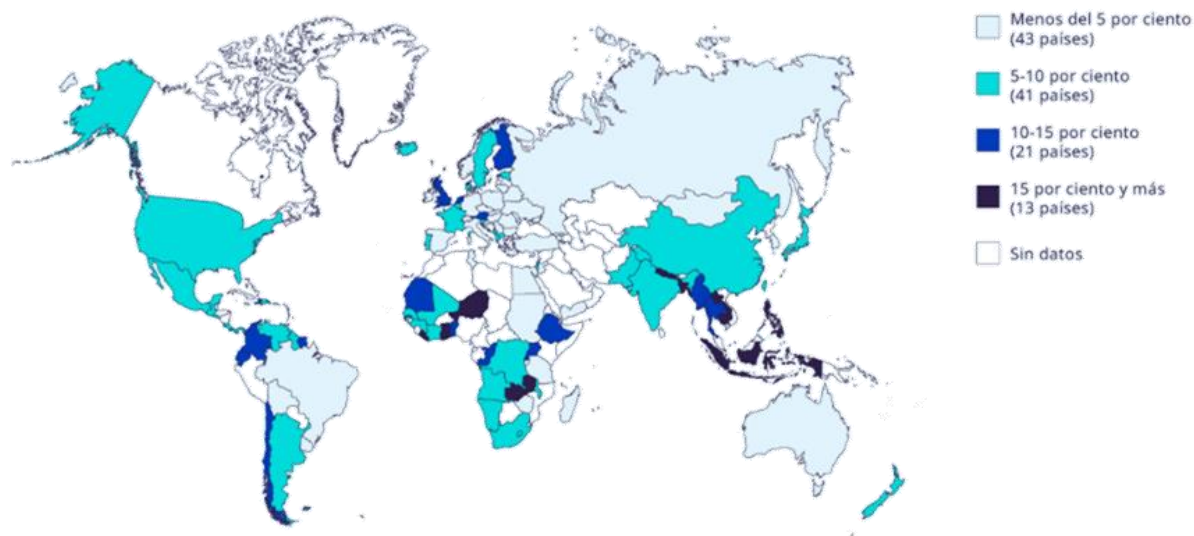 Menos del 5 por ciento
(43 países)
5-10 por ciento
(41 países)
10-15 por ciento
(21 países)
15 por ciento y más
(13 países)
Sin datos